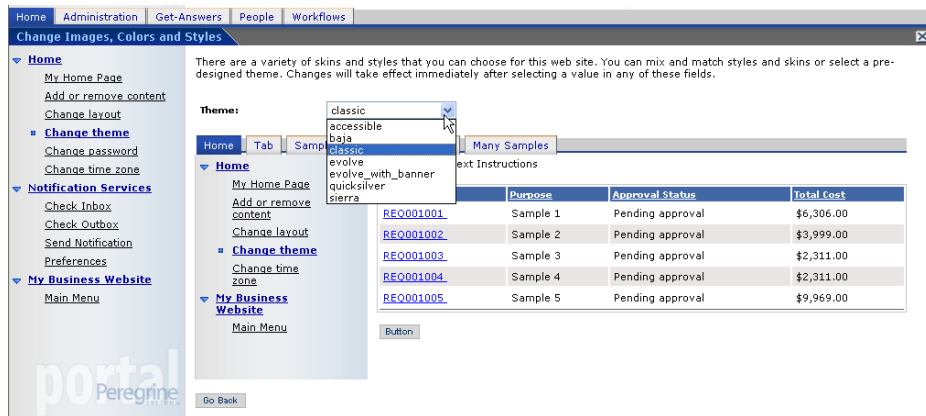 Home Administration Get-Answers People Workflows
Change Images, Colors and Styles
Home
My Home Page
Add or remove content
Change layout
Change theme
Change password
Change time zone
Notification Services
Check Inbox
Check Outbox
Send Notification
Preferences
My Business Website
Main Menu
portal
Peregrine
There are a variety of skins and styles that you can choose for this web site. You can mix and match styles and skins or select a pre-
designed theme. Changes will take effect immediately after selecting a value in any of these fields.
Theme: classic
accessible
baja
classic
evolve
evolve_with_banner
quicksilver
sierra
Home Tab Many Samples
Home
My Home Page
Add or remove
content
Change layout
Change theme
Change time
zone
My Business
Website
Main Menu
Instructions
Purpose Approval Status Total Cost
REQ001001 Sample 1 Pending approval $6,306.00
REQ001002 Sample 2 Pending approval $3,999.00
REQ001003 Sample 3 Pending approval $2,311.00
REQ001004 Sample 4 Pending approval $2,311.00
REQ001005 Sample 5 Pending approval $9,969.00
Button
Go Back